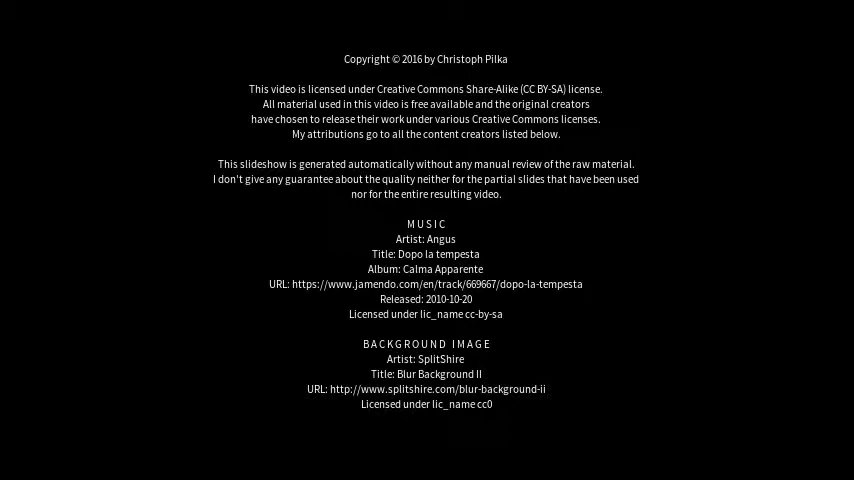 Copyright © 2016 by Christoph Pilka
This video is licensed under Creative Commons Share-Alike (CC BY-SA) license.
All material used in this video is free available and the original creators
have chosen to release their work under various Creative Commons licenses.
My attributions go to all the content creators listed below.
This slideshow is generated automatically without any manual review of the raw material.
I don't give any guarantee about the quality neither for the partial slides that have been used
nor for the entire resulting video.
M U S I C
Artist: Angus
Title: Dopo la tempesta
Album: Calma Apparente
URL: https://www.jamendo.com/en/track/669667/dopo-la-tempesta
Released: 2010-10-20
Licensed under lic_name cc-by-sa
B A C K G R O U N D  I M A G E
Artist: SplitShire
Title: Blur Background II
URL: http://www.splitshire.com/blur-background-ii
Licensed under lic_name cc0